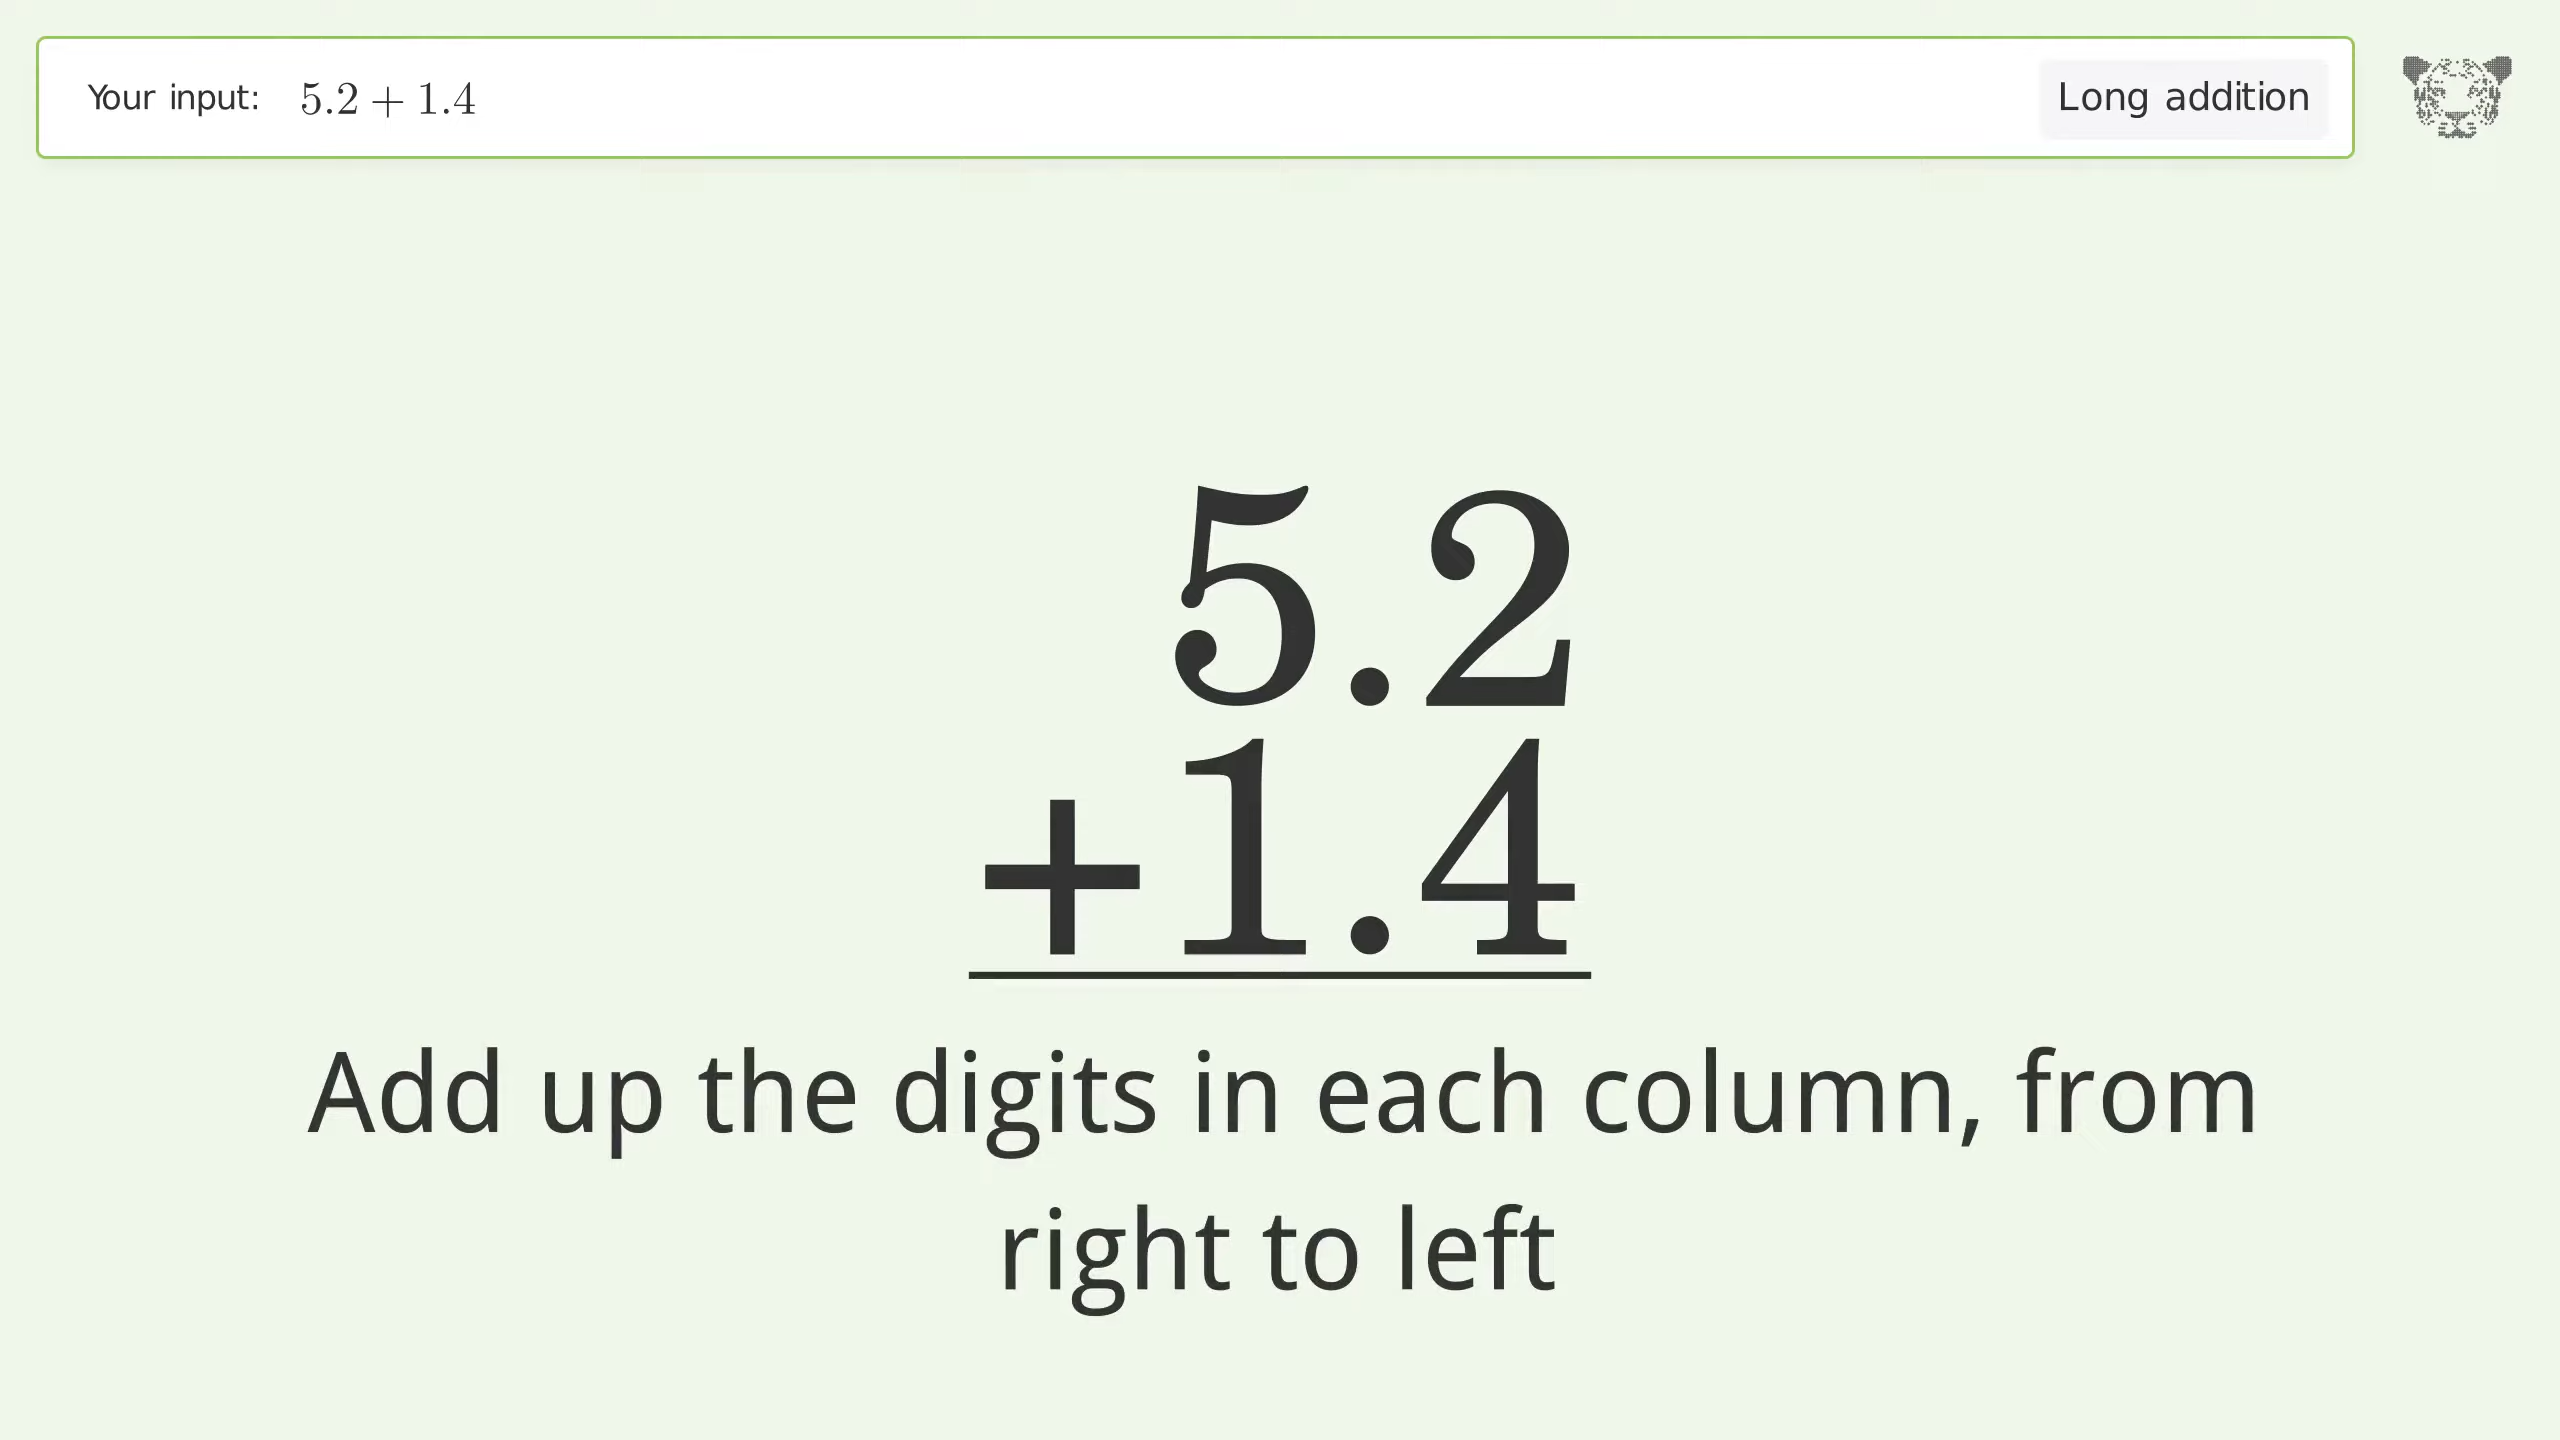 Your input: 5.2 + 1.4
Long addition
5.2
+1.4
Add up the digits in each column, from
right to left